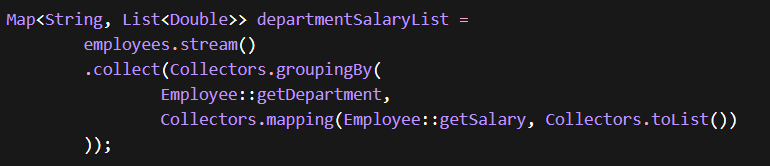 Map<String, List<Double>> departmentSalaryList =
        employees.stream()
        .collect(Collectors.groupingBy(
                Employee::getDepartment,
                Collectors.mapping(Employee::getSalary, Collectors.toList())
        ));